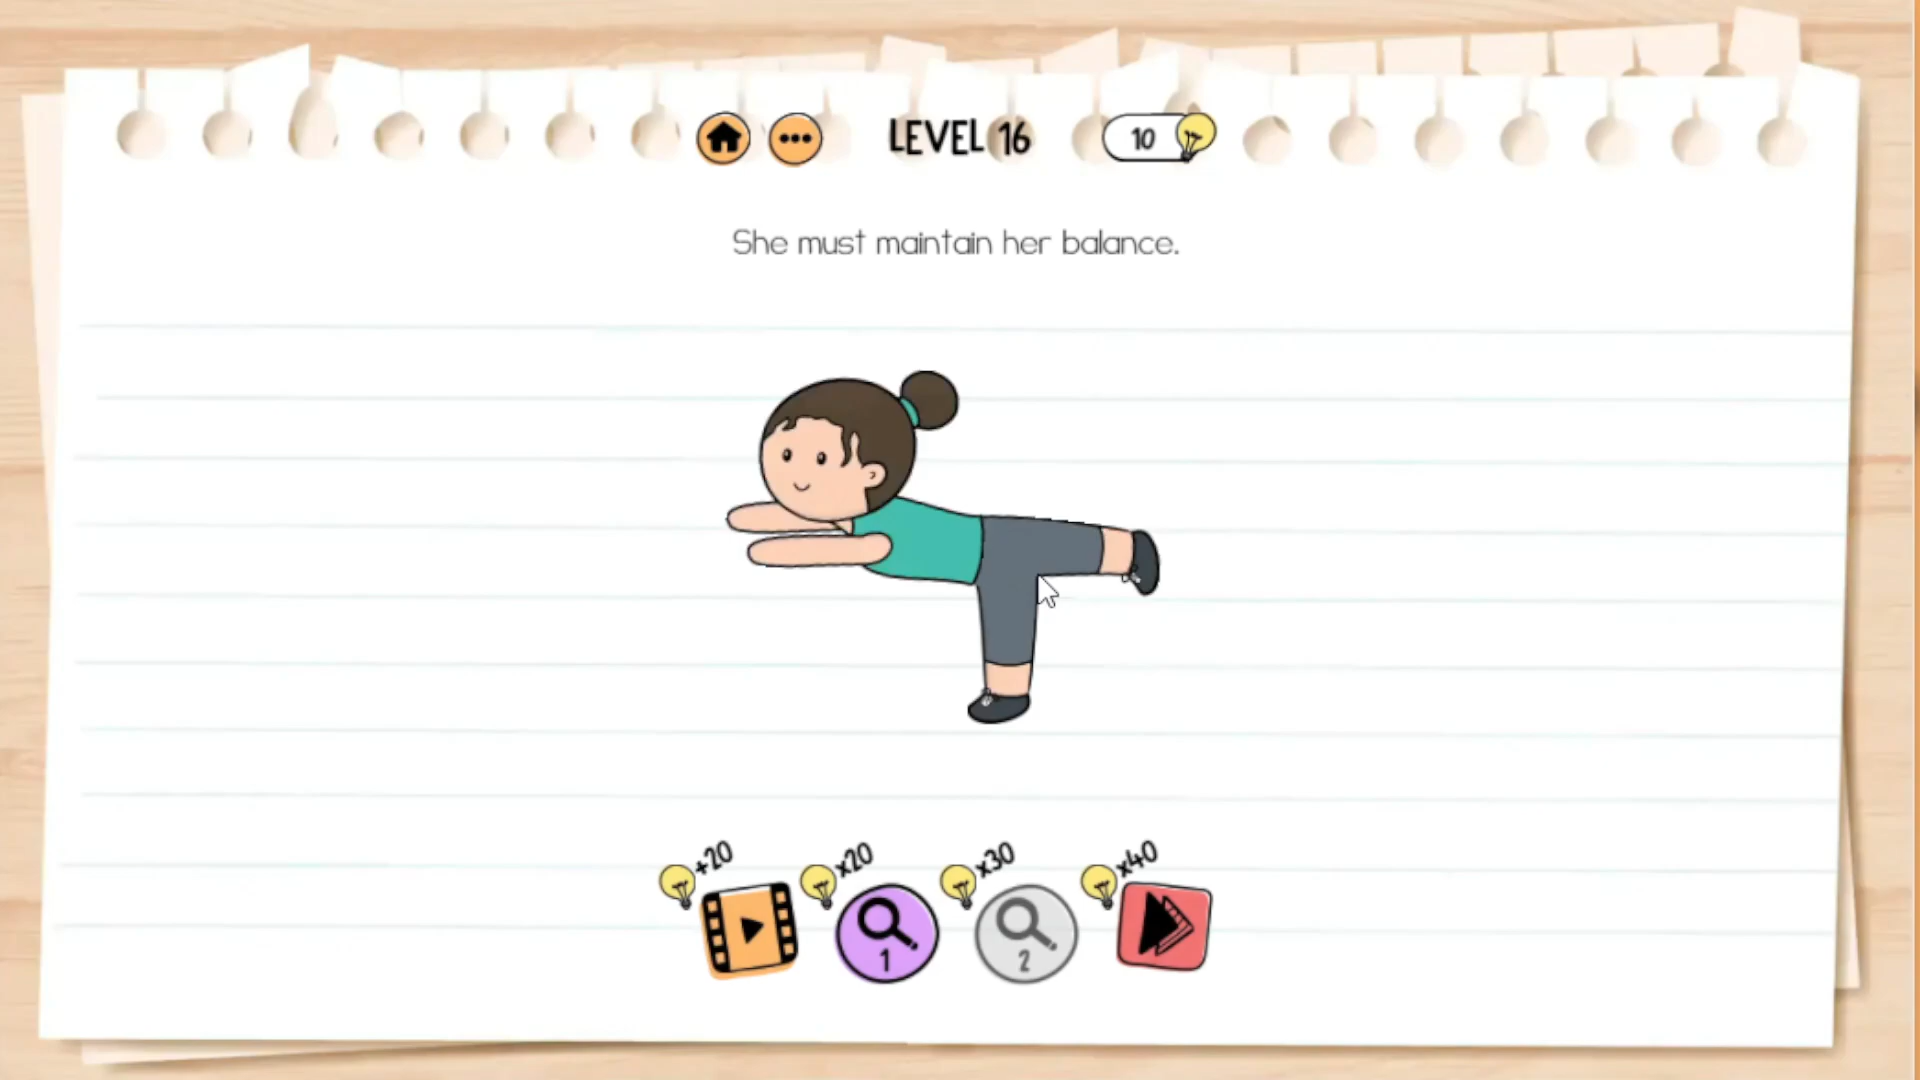 LEVEL 16
10
She must maintain her balance.
+20
x20
x30
x40
1
2